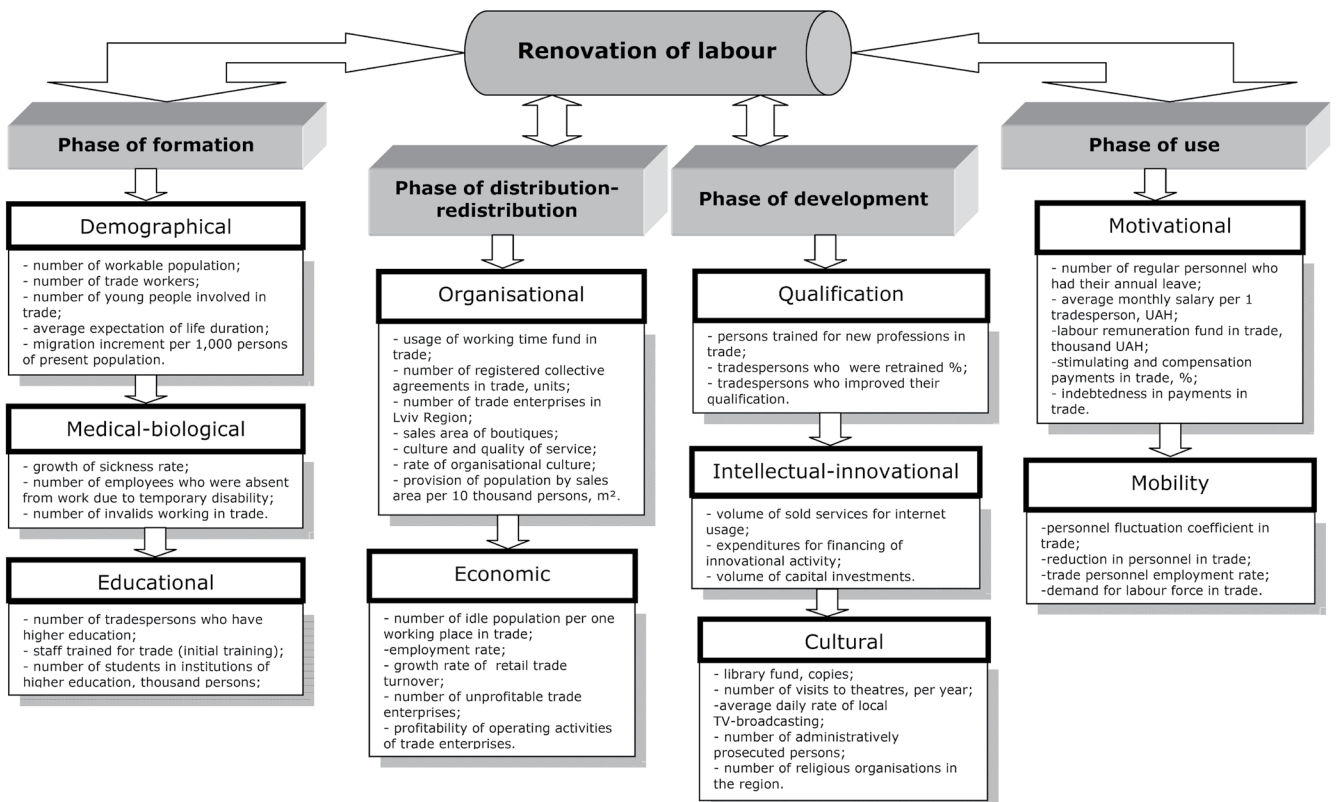 Renovation of labour
Phase of formation
Demographical
- number of workable population;
- number of trade workers;
- number of young people involved in
trade;
- average expectation of life duration;
- migration increment per 1,000 persons
of present population.
Medical-biological
- growth of sickness rate;
- number of employees who were absent
from work due to temporary disability;
- number of invalids working in trade.
Educational
- number of tradespersons who have
higher education;
- staff trained for trade (initial training);
- number of students in institutions of
higher education, thousand persons;
Phase of distribution-
redistribution
Organisational
- usage of working time fund in
trade;
- number of registered collective
agreements in trade, units;
- number of trade enterprises in
Lviv Region;
- sales area of boutiques;
- culture and quality of service;
- rate of organisational culture;
- provision of population by sales
area per 10 thousand persons, m².
Economic
- number of idle population per one
working place in trade;
-employment rate;
- growth rate of retail trade
turnover;
- number of unprofitable trade
enterprises;
- profitability of operating activities
of trade enterprises.
Phase of development
Qualification
- persons trained for new professions in
trade;
- tradespersons who were retrained %;
- tradespersons who improved their
qualification.
Intellectual-innovational
- volume of sold services for internet
usage;
- expenditures for financing of
innovational activity;
- volume of capital investments.
Cultural
- library fund, copies;
- number of visits to theatres, per year;
-average daily rate of local
TV-broadcasting;
- number of administratively
prosecuted persons;
- number of religious organisations in
the region.
Phase of use
Motivational
- number of regular personnel who
had their annual leave;
- average monthly salary per 1
tradesperson, UAH;
-labour remuneration fund in trade,
thousand UAH;
-stimulating and compensation
payments in trade, %;
- indebtedness in payments in
trade.
Mobility
-personnel fluctuation coefficient in
trade;
-reduction in personnel in trade;
-trade personnel employment rate;
-demand for labour force in trade.